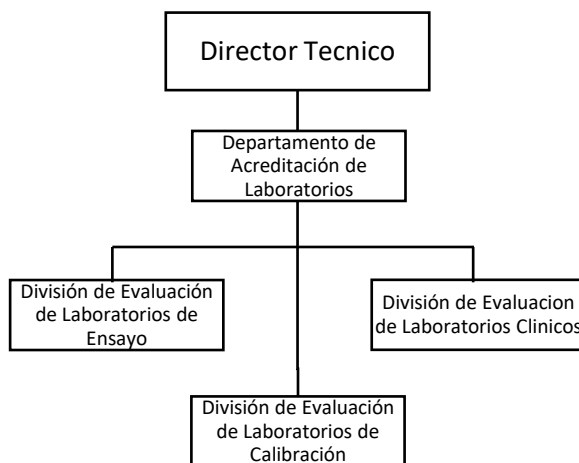 Director Tecnico
Departamento de
Acreditación de
Laboratorios
División de Evaluación
de Laboratorios de
Ensayo
División de Evaluacion
de Laboratorios Clinicos
División de Evaluación
de Laboratorios de
Calibración